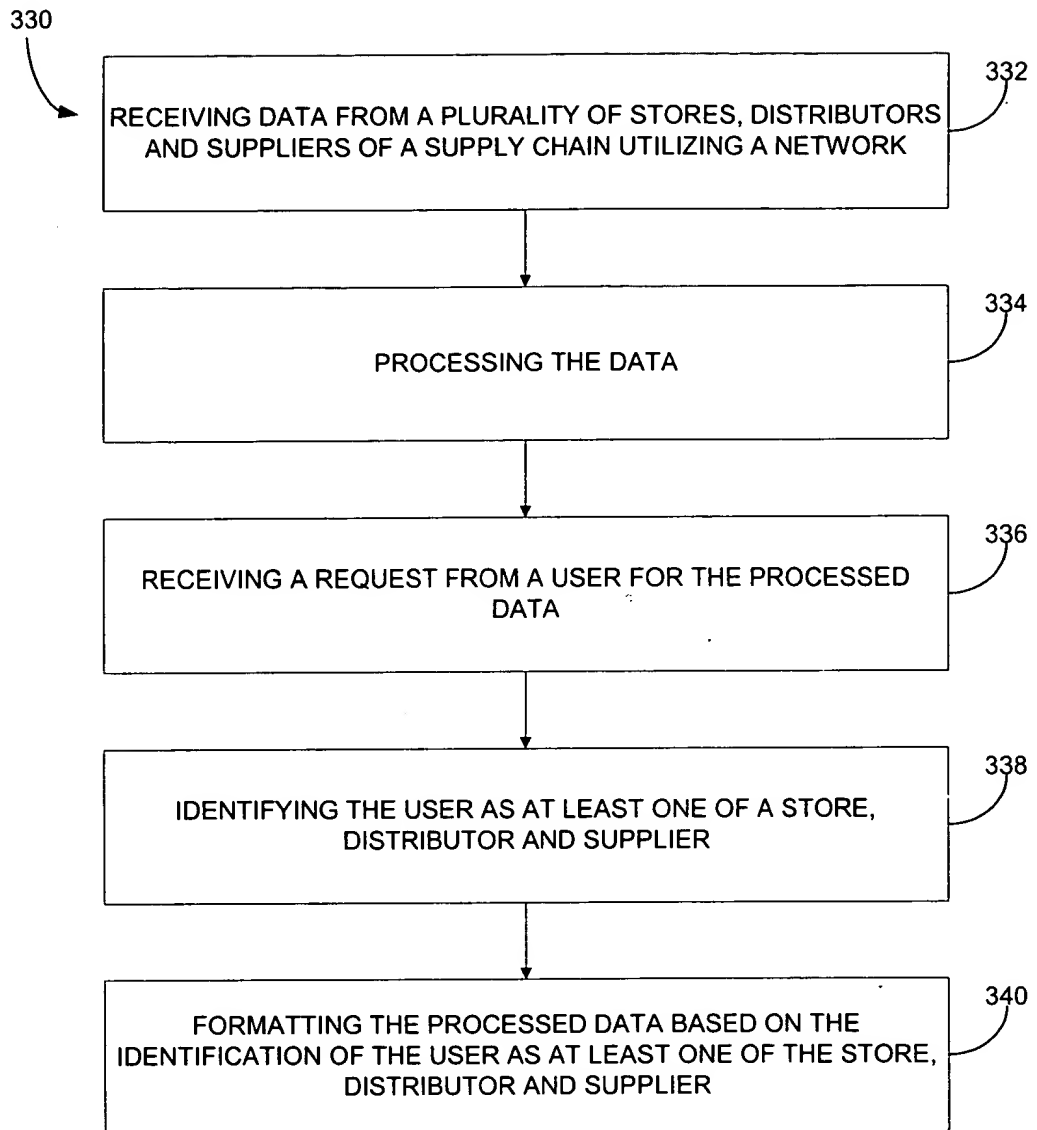 330
332
RECEIVING DATA FROM A PLURALITY OF STORES, DISTRIBUTORS
AND SUPPLIERS OF A SUPPLY CHAIN UTILIZING A NETWORK
334
PROCESSING THE DATA
336
RECEIVING A REQUEST FROM A USER FOR THE PROCESSED
DATA
338
IDENTIFYING THE USER AS AT LEAST ONE OF A STORE,
DISTRIBUTOR AND SUPPLIER
340
FORMATTING THE PROCESSED DATA BASED ON THE
IDENTIFICATION OF THE USER AS AT LEAST ONE OF THE STORE,
DISTRIBUTOR AND SUPPLIER